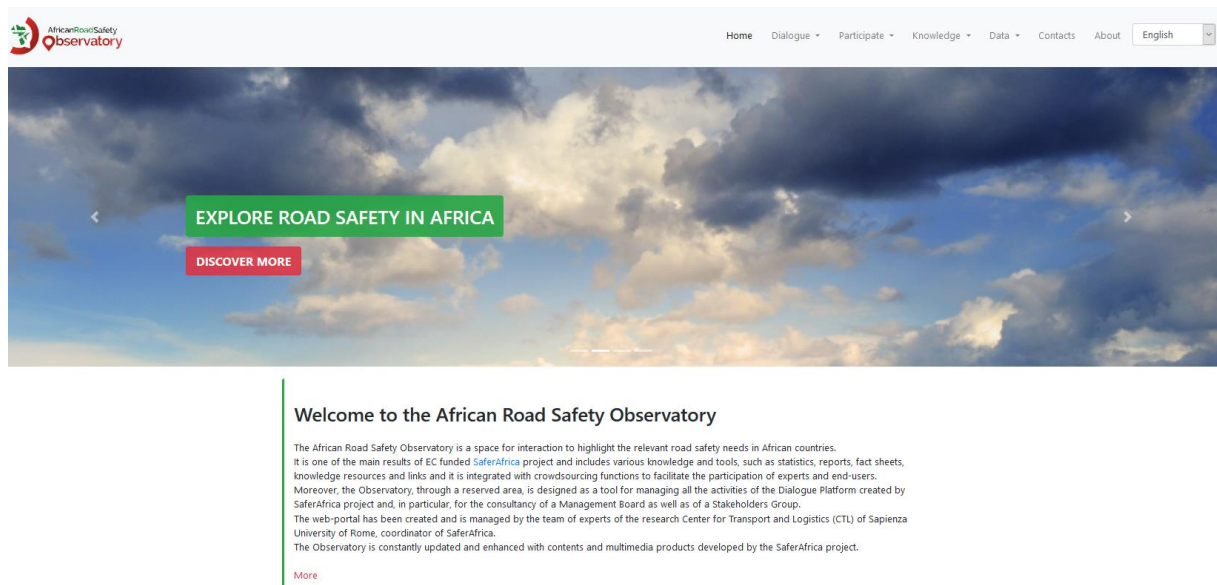 AfricanRoadSafety
Observatory
Home Dialogue Participate Knowledge Data Contacts About English
EXPLORE ROAD SAFETY IN AFRICA
DISCOVER MORE
Welcome to the African Road Safety Observatory
The African Road Safety Observatory is a space for interaction to highlight the relevant road safety needs in African countries.
It is one of the main results of EC funded SaferAfrica project and includes various knowledge and tools, such as statistics, reports, fact sheets,
knowledge resources and links and it is integrated with crowdsourcing functions to facilitate the participation of experts and end-users.
Moreover, the Observatory, through a reserved area, is designed as a tool for managing all the activities of the Dialogue Platform created by
SaferAfrica project and, in particular, for the consultancy of a Management Board as well as of a Stakeholders Group.
The web-portal has been created and is managed by the team of experts of the research Center for Transport and Logistics (CTL) of Sapienza
University of Rome, coordinator of SaferAfrica.
The Observatory is constantly updated and enhanced with contents and multimedia products developed by the SaferAfrica project.
More